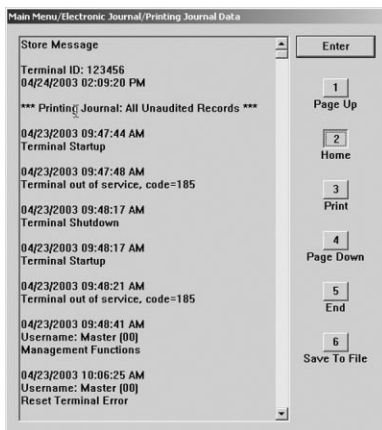 Main Menu/Electronic Journal/Printing Journal Data
Store Message
Terminal ID: 123456
04/24/2003 02:09:20 PM
*** Printing Journal: All Unaudited Records ***
04/23/2003 09:47:44 AM
Terminal Startup
04/23/2003 09:47:48 AM
Terminal out of service, code=185
04/23/2003 09:48:17 AM
Terminal Shutdown
04/23/2003 09:48:17 AM
Terminal Startup
04/23/2003 09:48:21 AM
Terminal out of service, code=185
04/23/2003 09:48:41 AM
Username: Master (00)
Management Functions
04/23/2003 10:06:25 AM
Username: Master (00)
Reset Terminal Error
Enter
1
Page Up
2
Home
3
Print
4
Page Down
5
End
6
Save To File